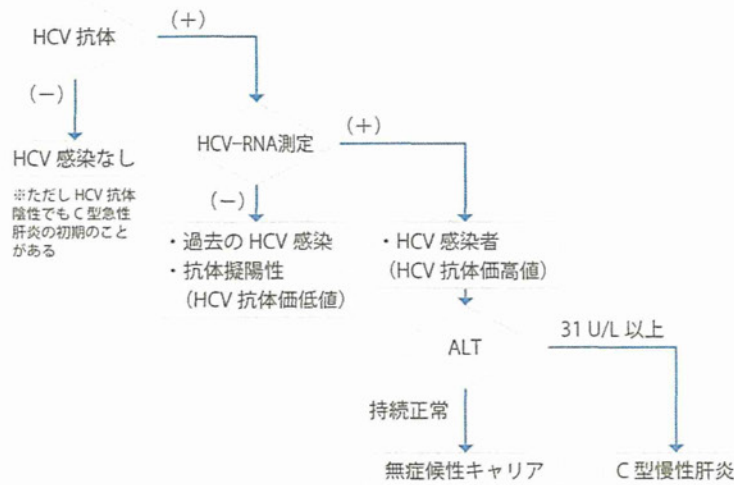 HCV 抗体
(+)
(−)
HCV 感染なし
※ただし HCV 抗体
陰性でも C 型急性
肝炎の初期のこと
がある
HCV-RNA測定
(+)
(−)
・過去の HCV 感染
・抗体擬陽性
(HCV 抗体価低値)
・HCV 感染者
(HCV 抗体価高値)
ALT
31 U/L 以上
持続正常
無症候性キャリア
C 型慢性肝炎